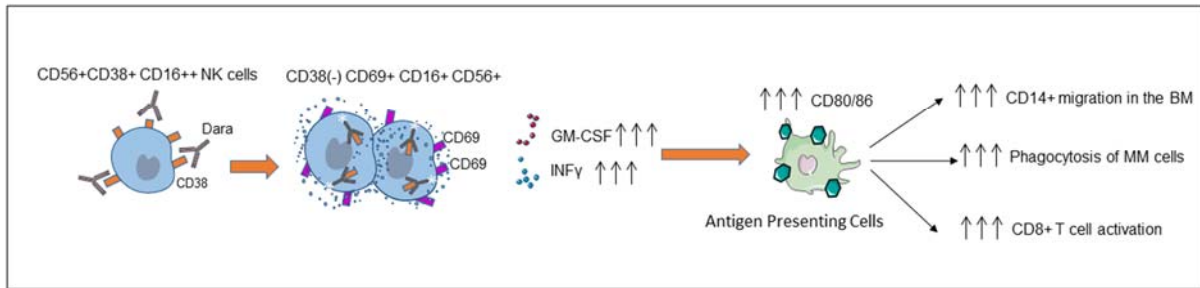 CD56+CD38+ CD16++ NK cells
Dara
CD38
CD38(-) CD69+ CD16+ CD56+
CD69
CD69
GM-CSF ↑↑↑
INFγ ↑↑↑
↑↑↑ CD80/86
Antigen Presenting Cells
↑↑↑ CD14+ migration in the BM
↑↑↑ Phagocytosis of MM cells
↑↑↑ CD8+ T cell activation